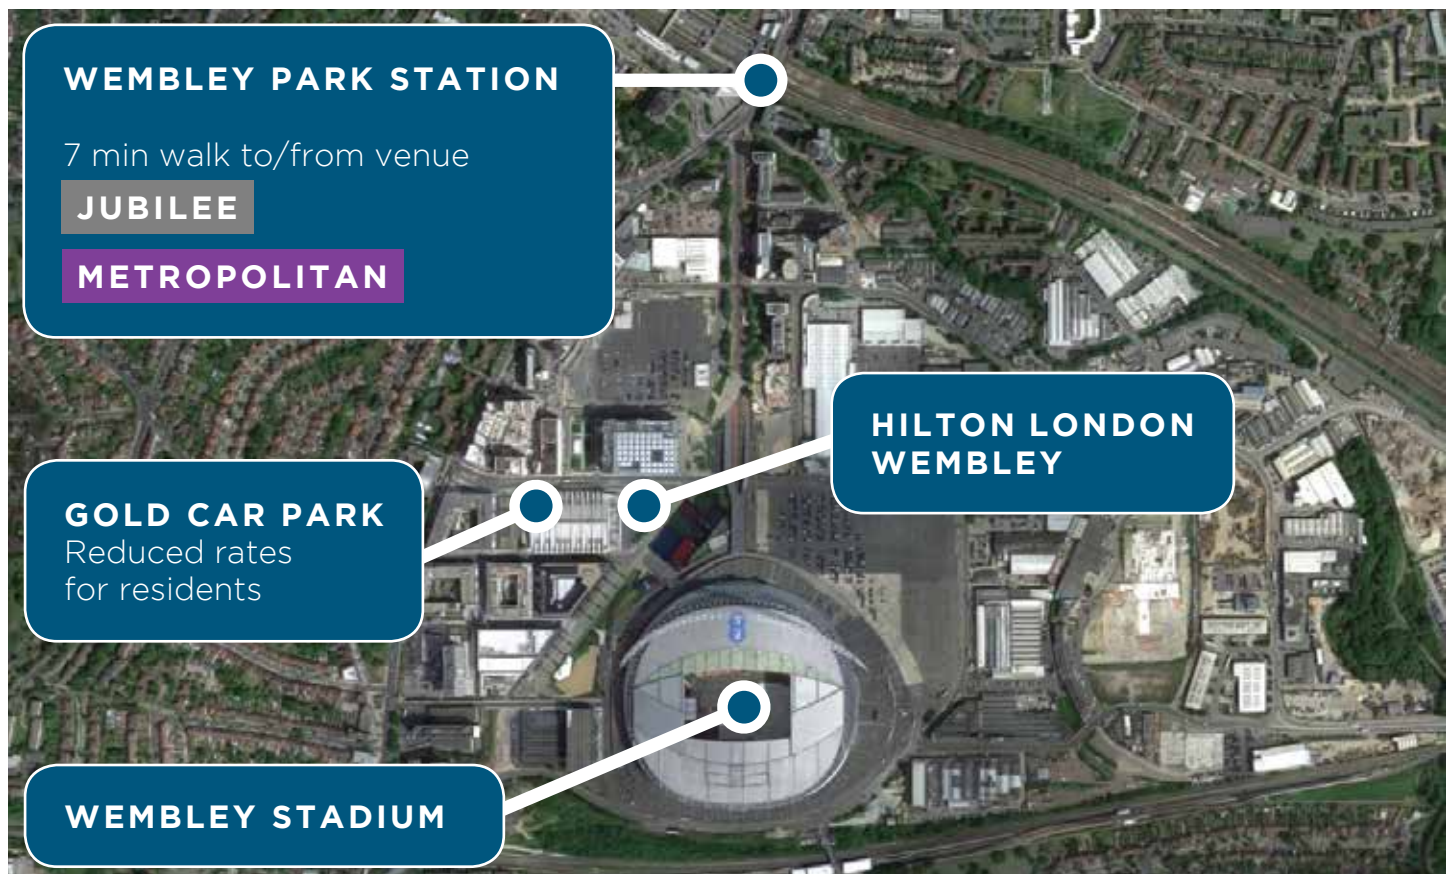 WEMBLEY PARK STATION
7 min walk to/from venue
JUBILEE
METROPOLITAN
HILTON LONDON
WEMBLEY
GOLD CAR PARK
Reduced rates
for residents
WEMBLEY STADIUM